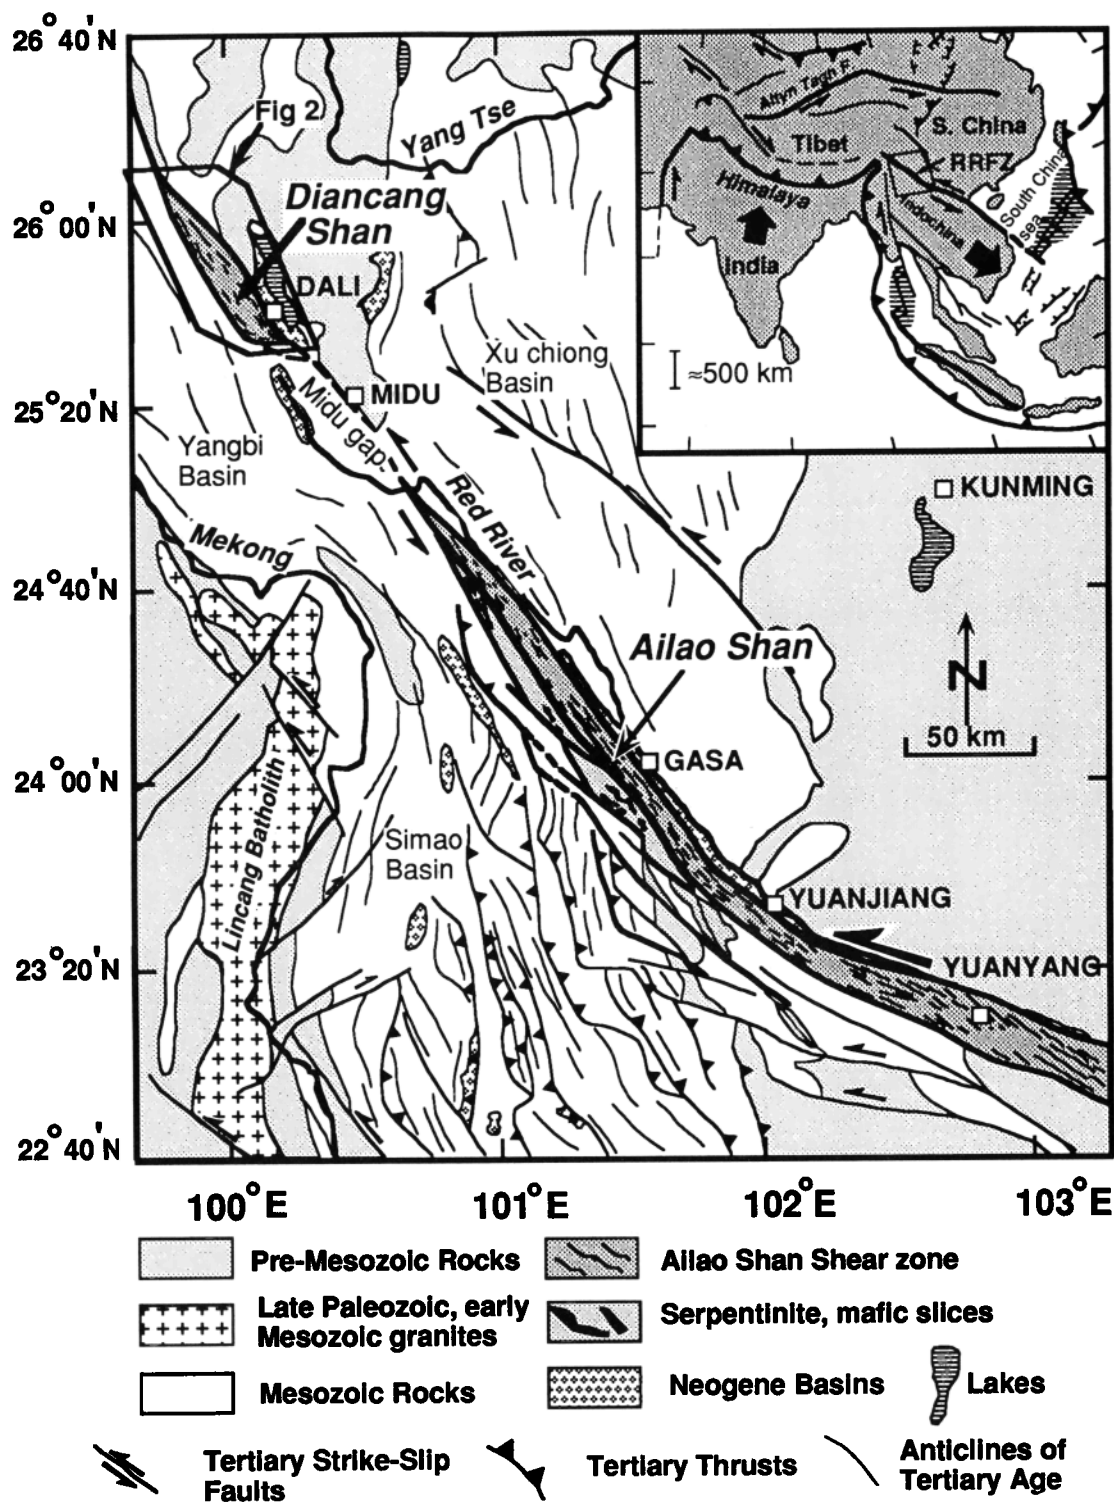 26°40'N
26°00'N
25°20'N
24°40'N
24°00'N
23°20'N
22°40'N
100°E
101°E
102°E
103°E
Fig 2
Yang Tse
Diancang
Shan
DALI
Xu chiong
Basin
MIDU
Midu gap
Yangbi
Basin
Red River
Mekong
KUNMING
Ailao Shan
N
50 km
GASA
Simao
Basin
Lincang Batholith
YUANJIANG
YUANYANG
Altyn Tagh F.
S. China
Tibet
RRFZ
Himalaya
Indochina
South China
sea
India
≈500 km
Pre-Mesozoic Rocks
Ailao Shan Shear zone
Late Paleozoic, early
Mesozoic granites
Serpentinite, mafic slices
Mesozoic Rocks
Neogene Basins
Lakes
Tertiary Strike-Slip
Faults
Tertiary Thrusts
Anticlines of
Tertiary Age